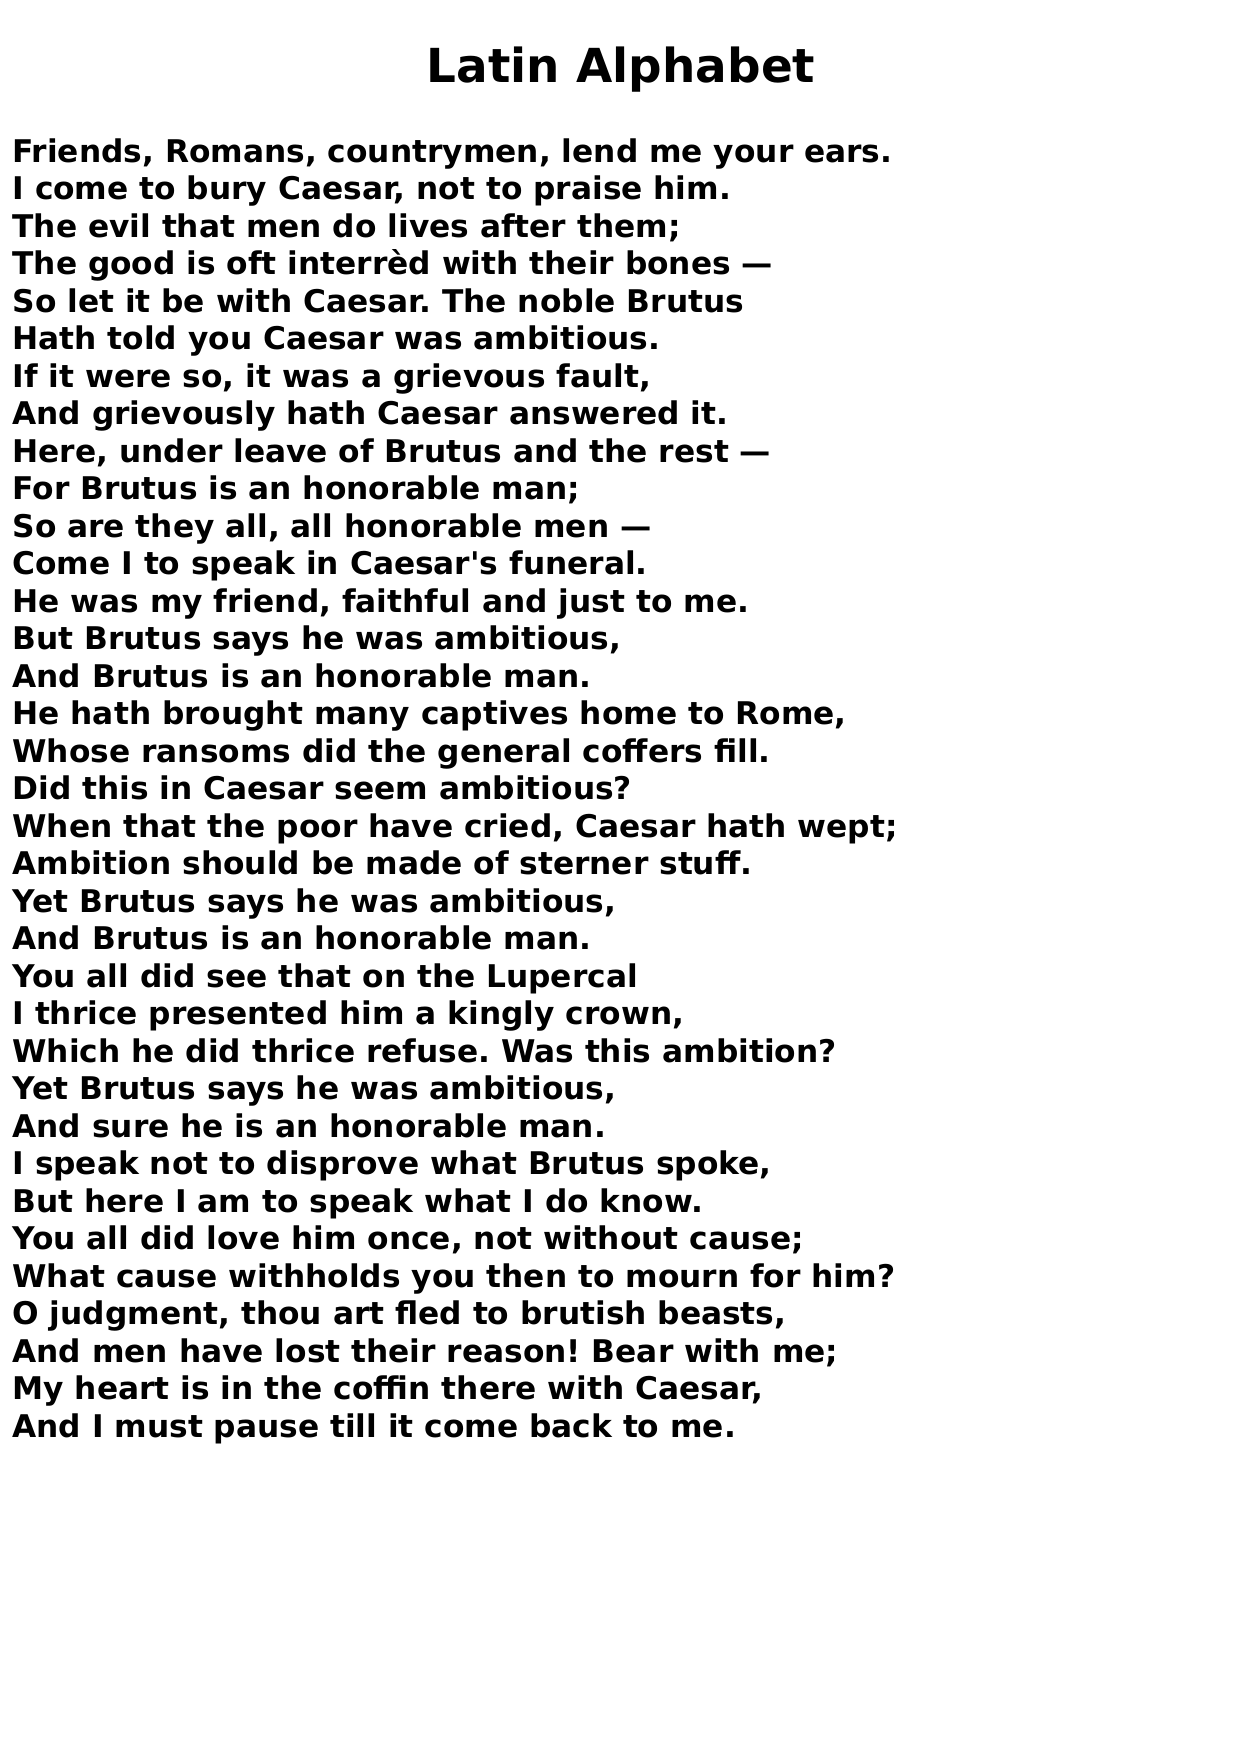 Latin Alphabet
Friends, Romans, countrymen, lend me your ears.
I come to bury Caesar, not to praise him.
The evil that men do lives after them;
The good is oft interrèd with their bones —
So let it be with Caesar. The noble Brutus
Hath told you Caesar was ambitious.
If it were so, it was a grievous fault,
And grievously hath Caesar answered it.
Here, under leave of Brutus and the rest —
For Brutus is an honorable man;
So are they all, all honorable men —
Come I to speak in Caesar's funeral.
He was my friend, faithful and just to me.
But Brutus says he was ambitious,
And Brutus is an honorable man.
He hath brought many captives home to Rome,
Whose ransoms did the general coffers fill.
Did this in Caesar seem ambitious?
When that the poor have cried, Caesar hath wept;
Ambition should be made of sterner stuff.
Yet Brutus says he was ambitious,
And Brutus is an honorable man.
You all did see that on the Lupercal
I thrice presented him a kingly crown,
Which he did thrice refuse. Was this ambition?
Yet Brutus says he was ambitious,
And sure he is an honorable man.
I speak not to disprove what Brutus spoke,
But here I am to speak what I do know.
You all did love him once, not without cause;
What cause withholds you then to mourn for him?
O judgment, thou art fled to brutish beasts,
And men have lost their reason! Bear with me;
My heart is in the coffin there with Caesar,
And I must pause till it come back to me.